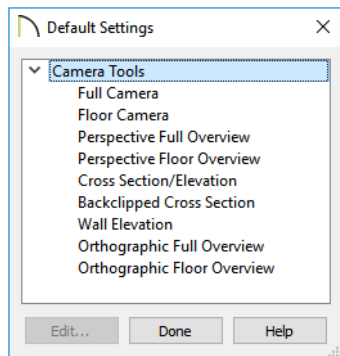 Default Settings
Camera Tools
Full Camera
Floor Camera
Perspective Full Overview
Perspective Floor Overview
Cross Section/Elevation
Backclipped Cross Section
Wall Elevation
Orthographic Full Overview
Orthographic Floor Overview
Edit... Done Help